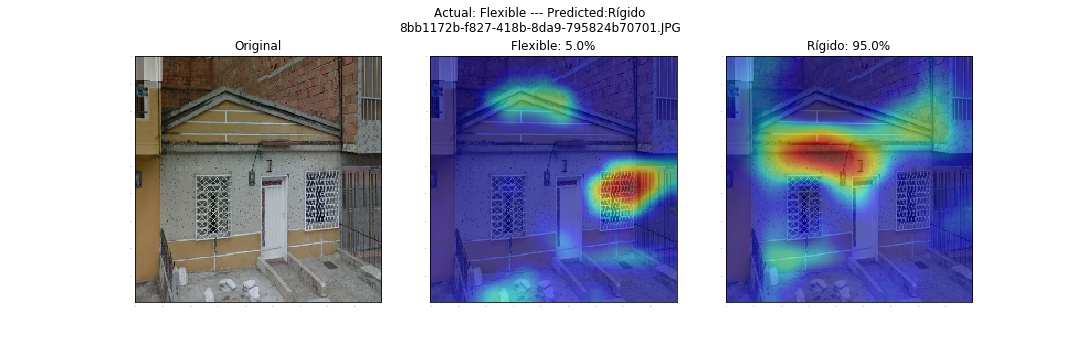 Actual: Flexible --- Predicted:Rígido
8bb1172b-f827-418b-8da9-795824b70701.JPG
Original
Flexible: 5.0%
Rígido: 95.0%